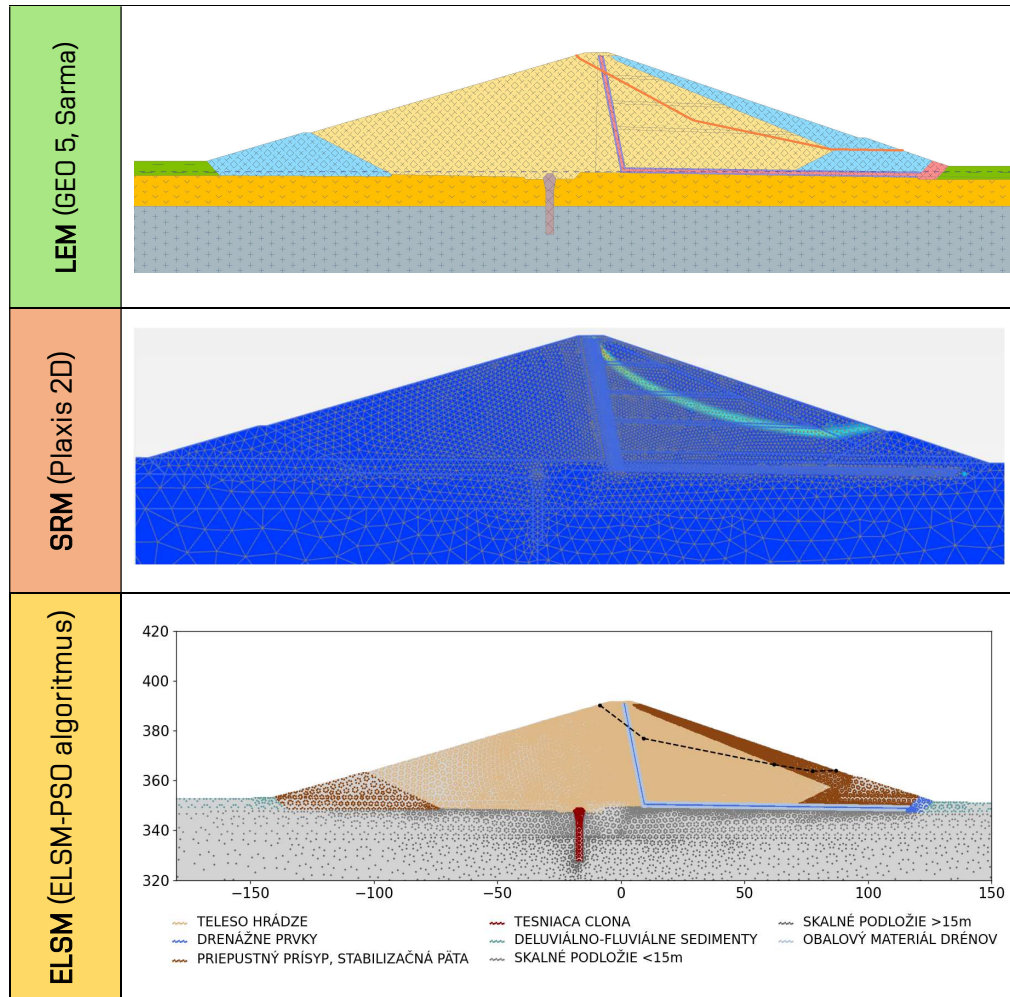 LEM (GEO 5, Sarma)
SRM (Plaxis 2D)
ELSM (ELSM-PSO algoritmus)
420
400
380
360
340
320
−150
−100
−50
0
50
100
150
TELESO HRÁDZE
DRENÁŽNE PRVKY
PRIEPUSTNÝ PRÍSYP, STABILIZAČNÁ PÄTA
TESNIACA CLONA
DELUVIÁLNO-FLUVIÁLNE SEDIMENTY
SKALNÉ PODLOŽIE <15m
SKALNÉ PODLOŽIE >15m
OBALOVÝ MATERIÁL DRÉNOV